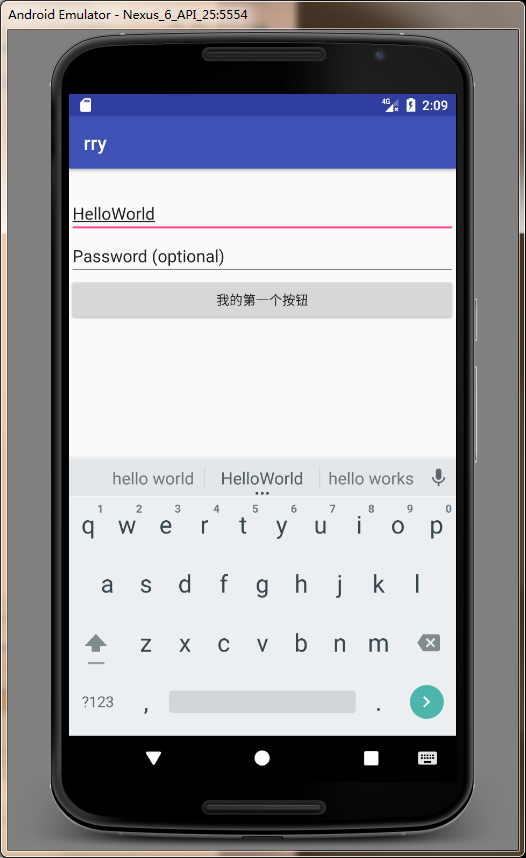 Android Emulator - Nexus_6_API_25:5554
4G 2:09
rry
HelloWorld
Password (optional)
我的第一个按钮
hello world HelloWorld hello works
1 2 3 4 5 6 7 8 9 0
q w e r t y u i o p
a s d f g h j k l
z x c v b n m
?123 , .